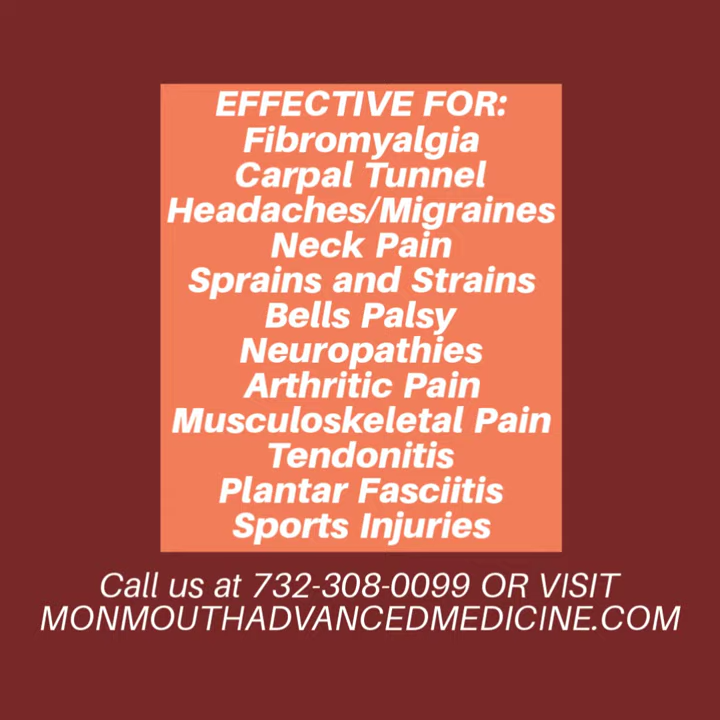 EFFECTIVE FOR:
Fibromyalgia
Carpal Tunnel
Headaches/Migraines
Neck Pain
Sprains and Strains
Bells Palsy
Neuropathies
Arthritic Pain
Musculoskeletal Pain
Tendonitis
Plantar Fasciitis
Sports Injuries
Call us at 732-308-0099 OR VISIT
MONMOUTHADVANCEDMEDICINE.COM